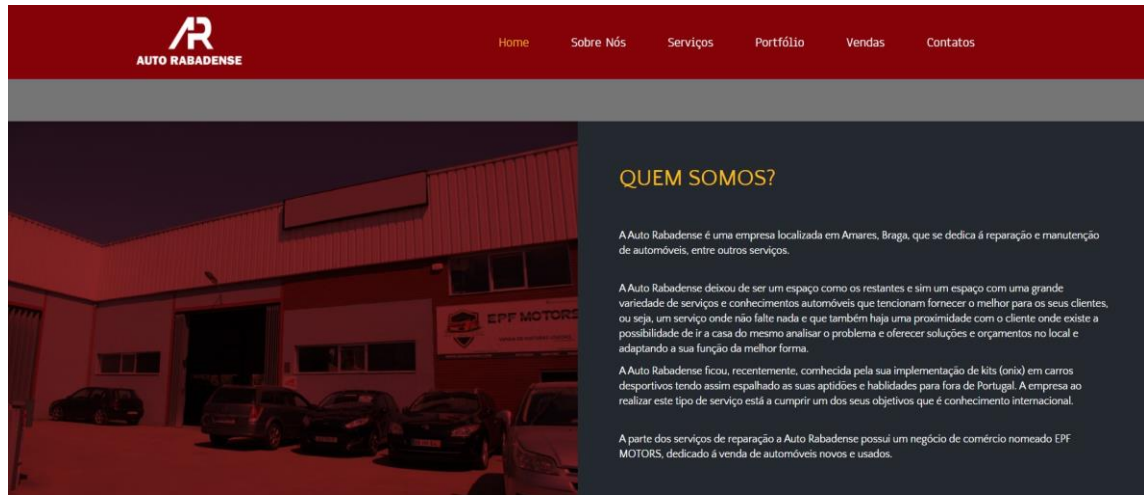 AR
AUTO RABADENSE
Home Sobre Nós Serviços Portfólio Vendas Contatos
EPF MOTORS
QUEM SOMOS?
A Auto Rabadense é uma empresa localizada em Amares, Braga, que se dedica á reparação e manutenção
de automóveis, entre outros serviços.
A Auto Rabadense deixou de ser um espaço como os restantes e sim um espaço com uma grande
variedade de serviços e conhecimentos automóveis que tencionam fornecer o melhor para os seus clientes,
ou seja, um serviço onde não falte nada e que também haja uma proximidade com o cliente onde existe a
possibilidade de ir a casa do mesmo analisar o problema e oferecer soluções e orçamentos no local e
adaptando a sua função da melhor forma.
A Auto Rabadense ficou, recentemente, comhecida pela sua implementação de kits (onix) em carros
desportivos tendo assim espalhado as suas aptidões e hablidades para fora de Portugal. A empresa ao
realizar este tipo de serviço está a cumprir um dos seus objetivos que é conhecimento internacional.
A parte dos serviços de reparação a Auto Rabadense possui um negócio de comércio nomeado EPF
MOTORS, dedicado á venda de automóveis novos e usados.